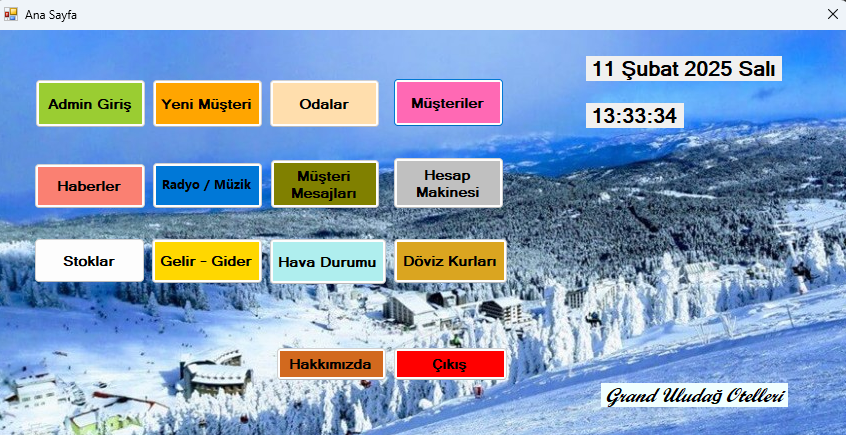 Ana Sayfa
11 Şubat 2025 Salı
13:33:34
Admin Giriş
Yeni Müşteri
Odalar
Müşteriler
Haberler
Radyo / Müzik
Müşteri
Mesajları
Hesap
Makinesi
Stoklar
Gelir - Gider
Hava Durumu
Döviz Kurları
Hakkımızda
Çıkış
Grand Uludağ Otelleri